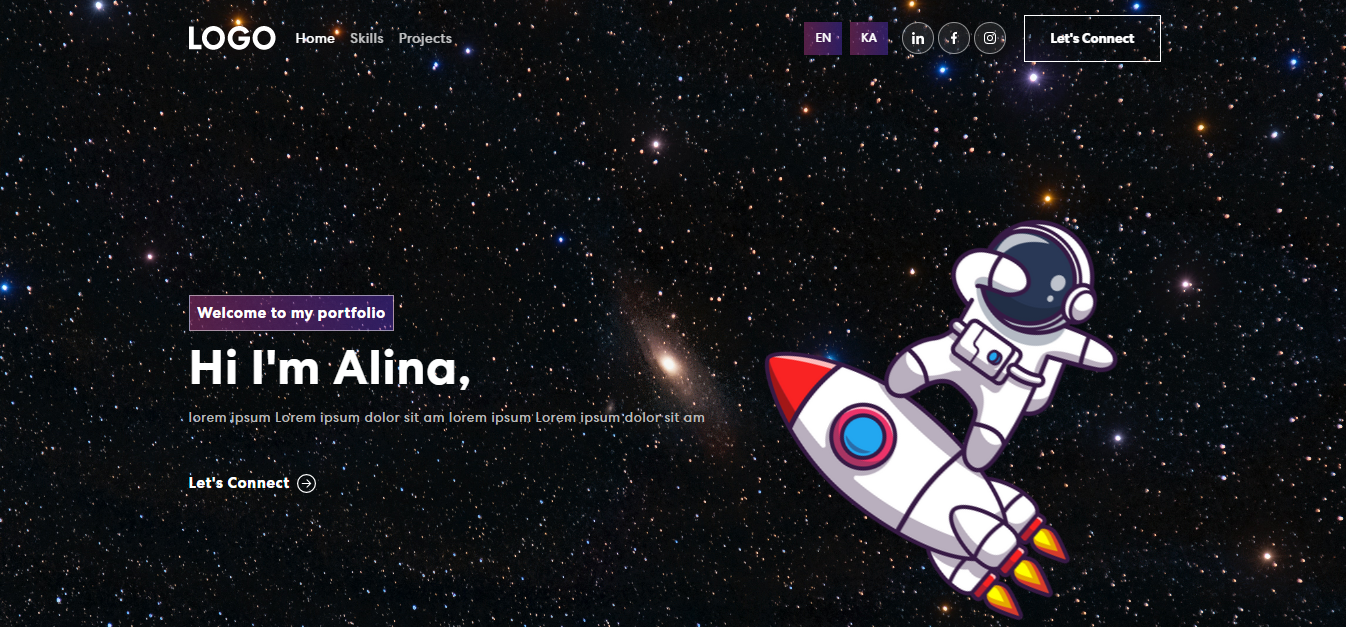 LOGO Home Skills Projects EN KA in f Let's Connect
Welcome to my portfolio
Hi I'm Alina,
lorem ipsum Lorem ipsum dolor sit am lorem ipsum Lorem ipsum dolor sit am
Let's Connect